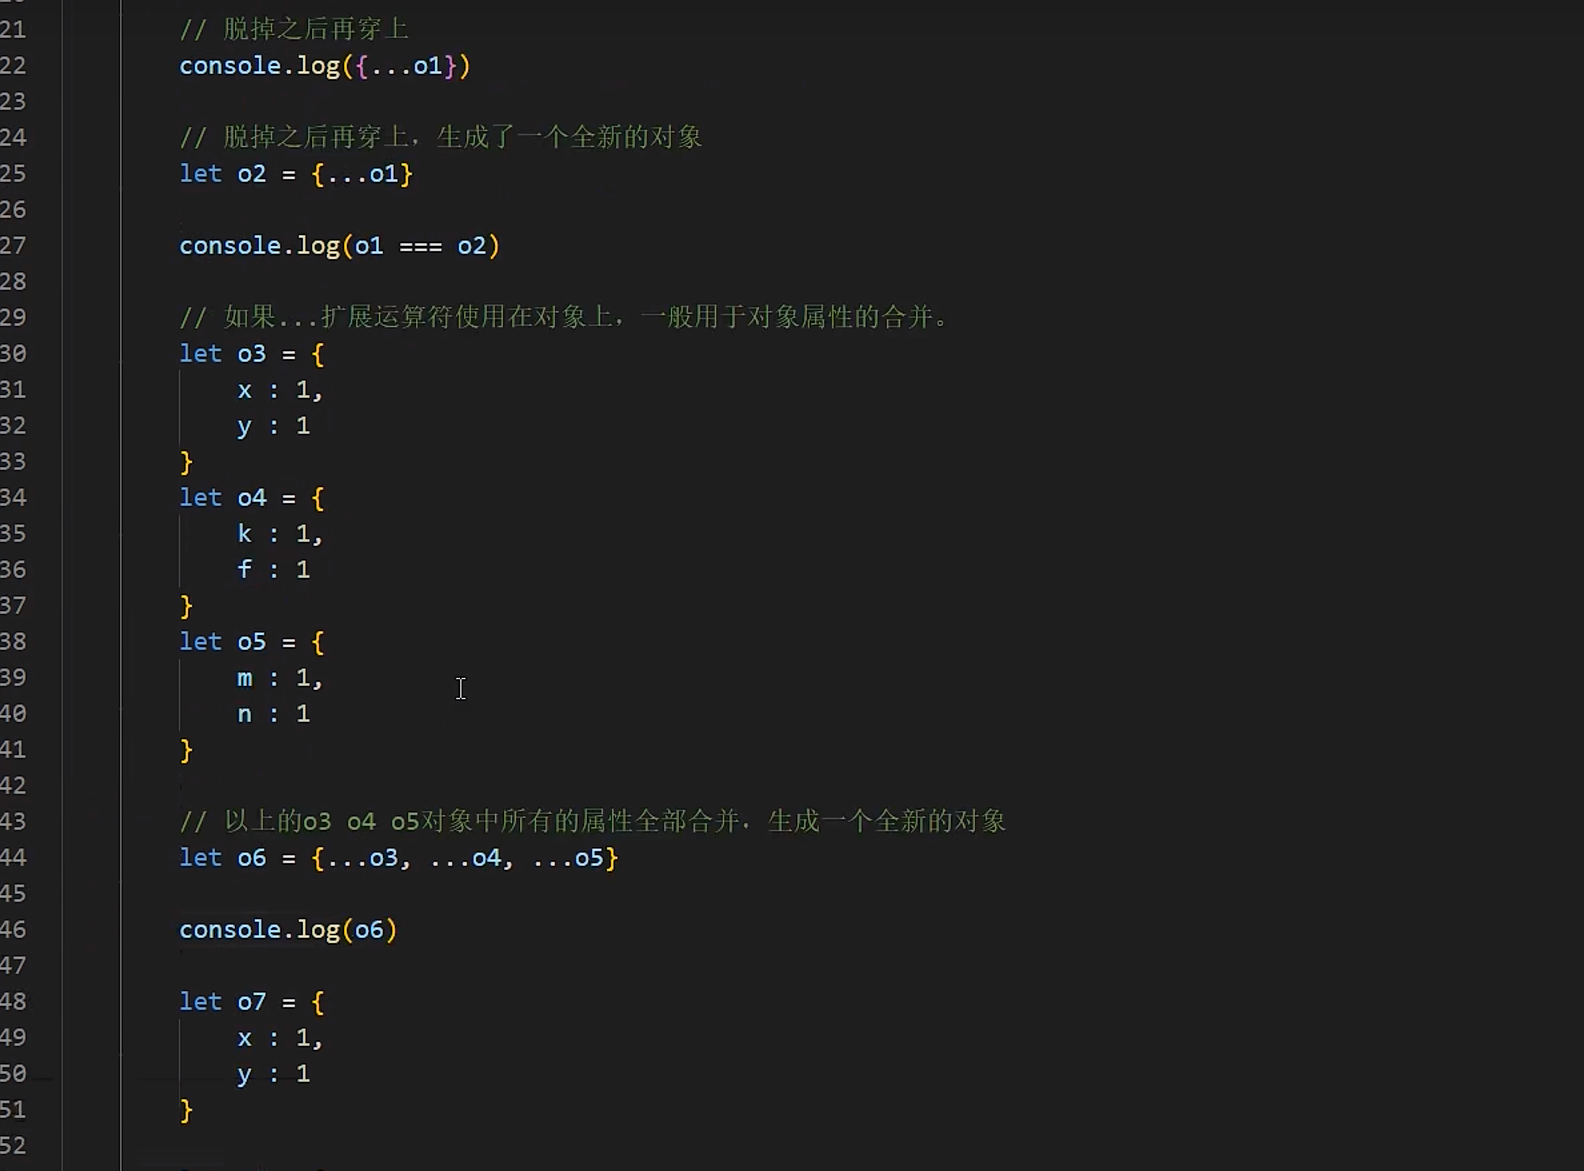 21 // 脱掉之后再穿上
22 console.log({...o1})
23
24 // 脱掉之后再穿上，生成了一个全新的对象
25 let o2 = {...o1}
26
27 console.log(o1 === o2)
28
29 // 如果...扩展运算符使用在对象上，一般用于对象属性的合并。
30 let o3 = {
31 x : 1,
32 y : 1
33 }
34 let o4 = {
35 k : 1,
36 f : 1
37 }
38 let o5 = {
39 m : 1,
40 n : 1
41 }
42
43 // 以上的o3 o4 o5对象中所有的属性全部合并，生成一个全新的对象
44 let o6 = {...o3, ...o4, ...o5}
45
46 console.log(o6)
47
48 let o7 = {
49 x : 1,
50 y : 1
51 }
52